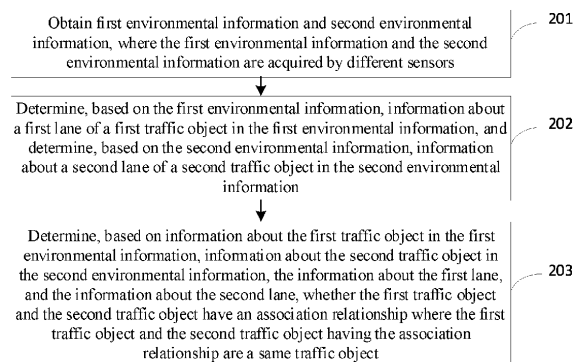 Obtain first environmental information and second environmental
information, where the first environmental information and the second
environmental information are acquired by different sensors
201
Determine, based on the first environmental information, information about
a first lane of a first traffic object in the first environmental information, and
determine, based on the second environmental information, information
about a second lane of a second traffic object in the second environmental
information
202
Determine, based on information about the first traffic object in the first
environmental information, information about the second traffic object in
the second environmental information, the information about the first lane,
and the information about the second lane, whether the first traffic object
and the second traffic object have an association relationship where the first
traffic object and the second traffic object having the association
relationship are a same traffic object
203